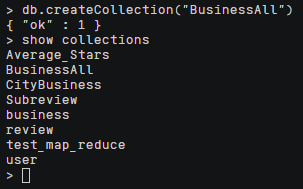 > db.createCollection("BusinessAll")
{ "ok" : 1 }
> show collections
Average_Stars
BusinessAll
CityBusiness
Subreview
business
review
test_map_reduce
user
>